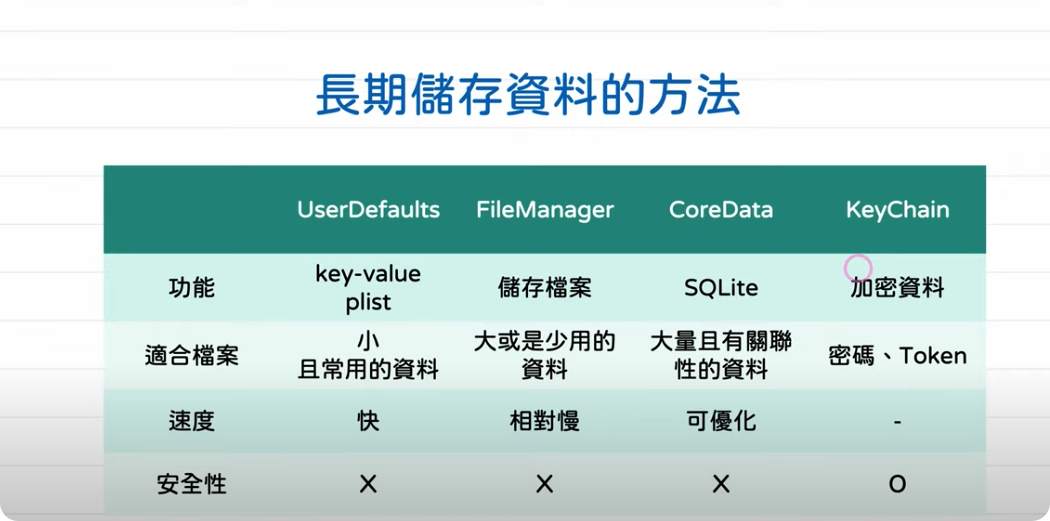 長期儲存資料的方法
UserDefaults FileManager CoreData KeyChain
功能 key-value plist 儲存檔案 SQLite 加密資料
適合檔案 小 且常用的資料 大或是少用的 資料 大量且有關聯 性的資料 密碼、Token
速度 快 相對慢 可優化 -
安全性 X X X O